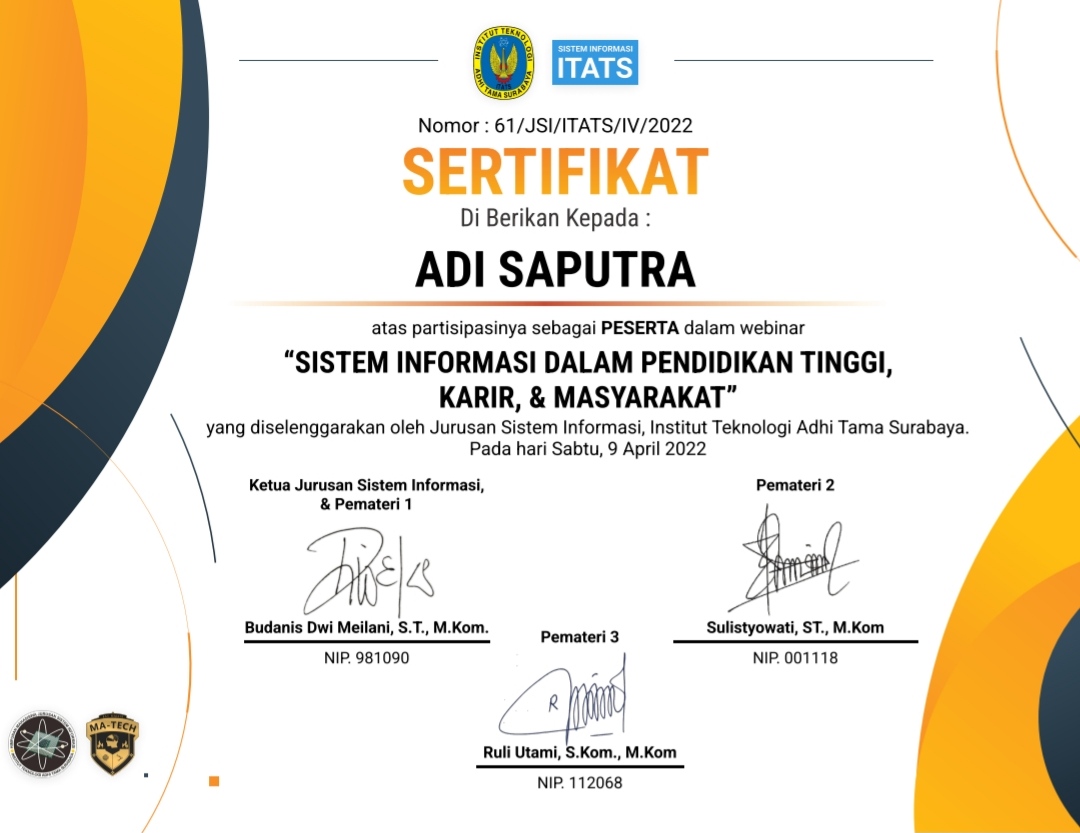 INSTITUT TEKNOLOGI
ADHI TAMA SURABAYA
ITATS
SISTEM INFORMASI
ITATS
Nomor : 61/JSI/ITATS/IV/2022
SERTIFIKAT
Di Berikan Kepada :
ADI SAPUTRA
atas partisipasinya sebagai PESERTA dalam webinar
“SISTEM INFORMASI DALAM PENDIDIKAN TINGGI,
KARIR, & MASYARAKAT”
yang diselenggarakan oleh Jurusan Sistem Informasi, Institut Teknologi Adhi Tama Surabaya.
Pada hari Sabtu, 9 April 2022
Ketua Jurusan Sistem Informasi,
& Pemateri 1
Budanis Dwi Meilani, S.T., M.Kom.
NIP. 981090
Pemateri 2
Sulistyowati, ST., M.Kom
NIP. 001118
Pemateri 3
Ruli Utami, S.Kom., M.Kom
NIP. 112068
MA-TECH